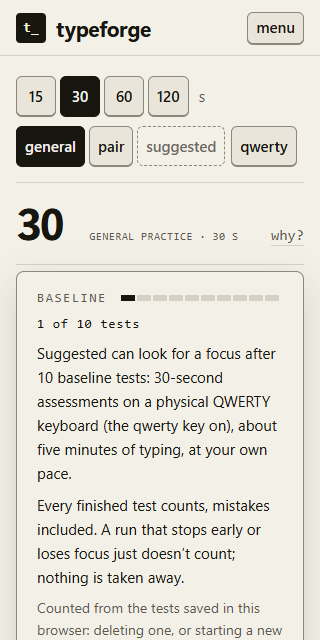 t_ typeforge menu
15 30 60 120 s
general pair suggested qwerty
30 GENERAL PRACTICE · 30 S why?
BASELINE
1 of 10 tests
Suggested can look for a focus after
10 baseline tests: 30-second
assessments on a physical QWERTY
keyboard (the qwerty key on), about
five minutes of typing, at your own
pace.
Every finished test counts, mistakes
included. A run that stops early or
loses focus just doesn’t count;
nothing is taken away.
Counted from the tests saved in this
browser: deleting one, or starting a new